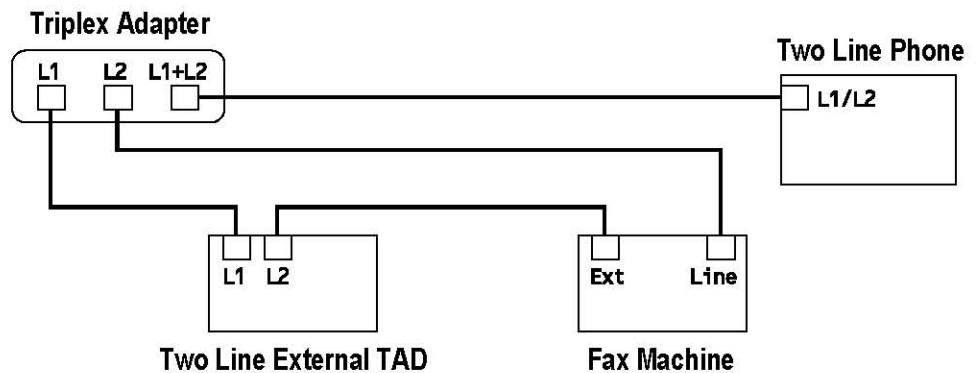 Triplex Adapter
L1 L2 L1+L2
Two Line Phone
L1/L2
L1 L2
Ext Line
Two Line External TAD
Fax Machine